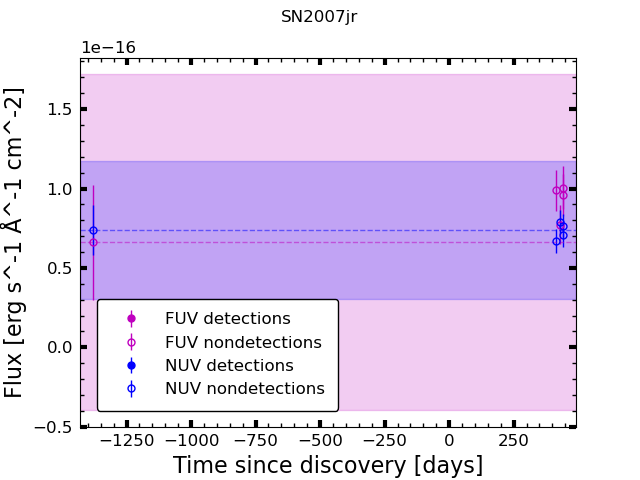 SN2007jr
1e−16
1.5
1.0
0.5
0.0
−0.5
Flux [erg s^-1 Å^-1 cm^-2]
FUV detections
FUV nondetections
NUV detections
NUV nondetections
−1250 −1000 −750 −500 −250 0 250
Time since discovery [days]